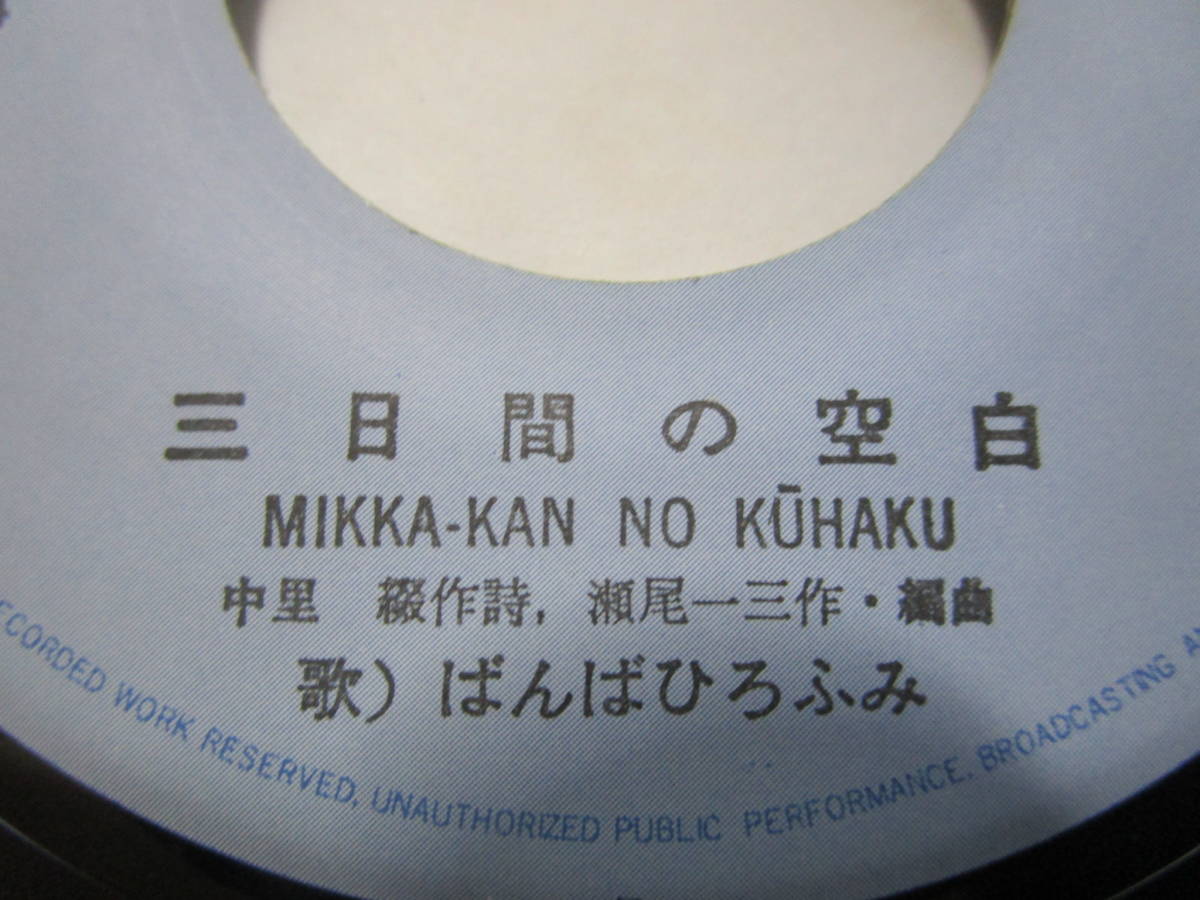 三日間の空白
MIKKA-KAN NO KŪHAKU
中里 綴作詩, 瀬尾一三作・編曲
歌) ばんばひろふみ
RECORDED WORK RESERVED, UNAUTHORIZED PUBLIC PERFORMANCE, BROADCASTING